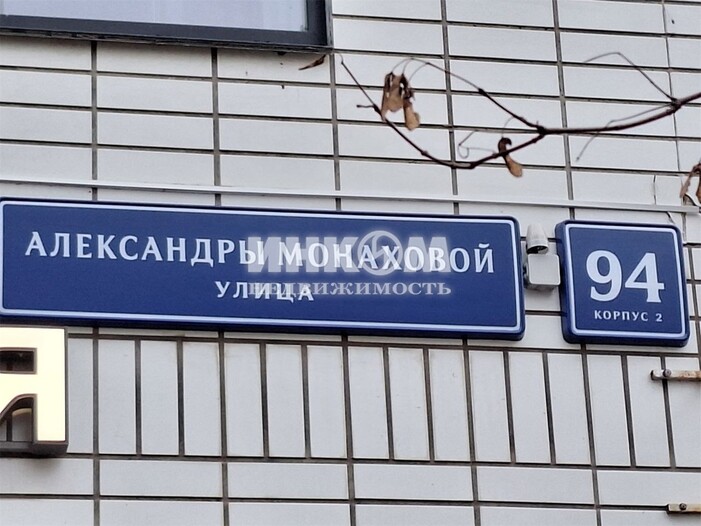 АЛЕКСАНДРЫ МОНАХОВОЙ
УЛИЦА
94
КОРПУС 2
ИНКОМ
НЕДВИЖИМОСТЬ
Я